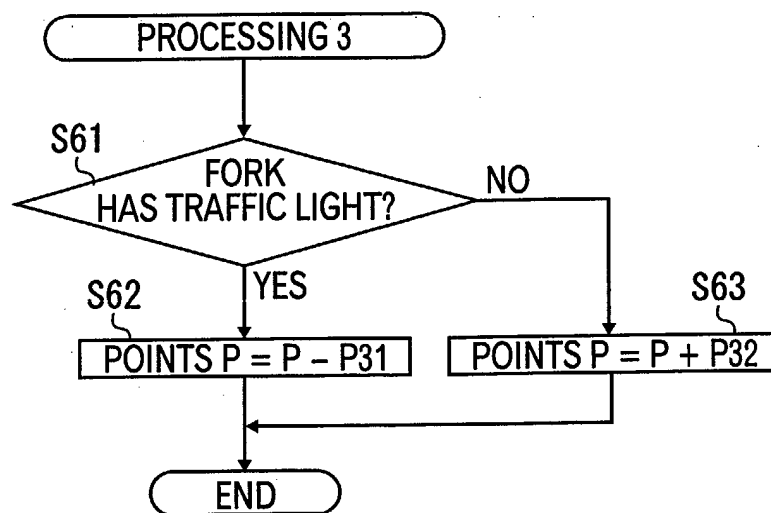 PROCESSING 3
S61
FORK
HAS TRAFFIC LIGHT?
NO
YES
S62
S63
POINTS P = P – P31
POINTS P = P + P32
END